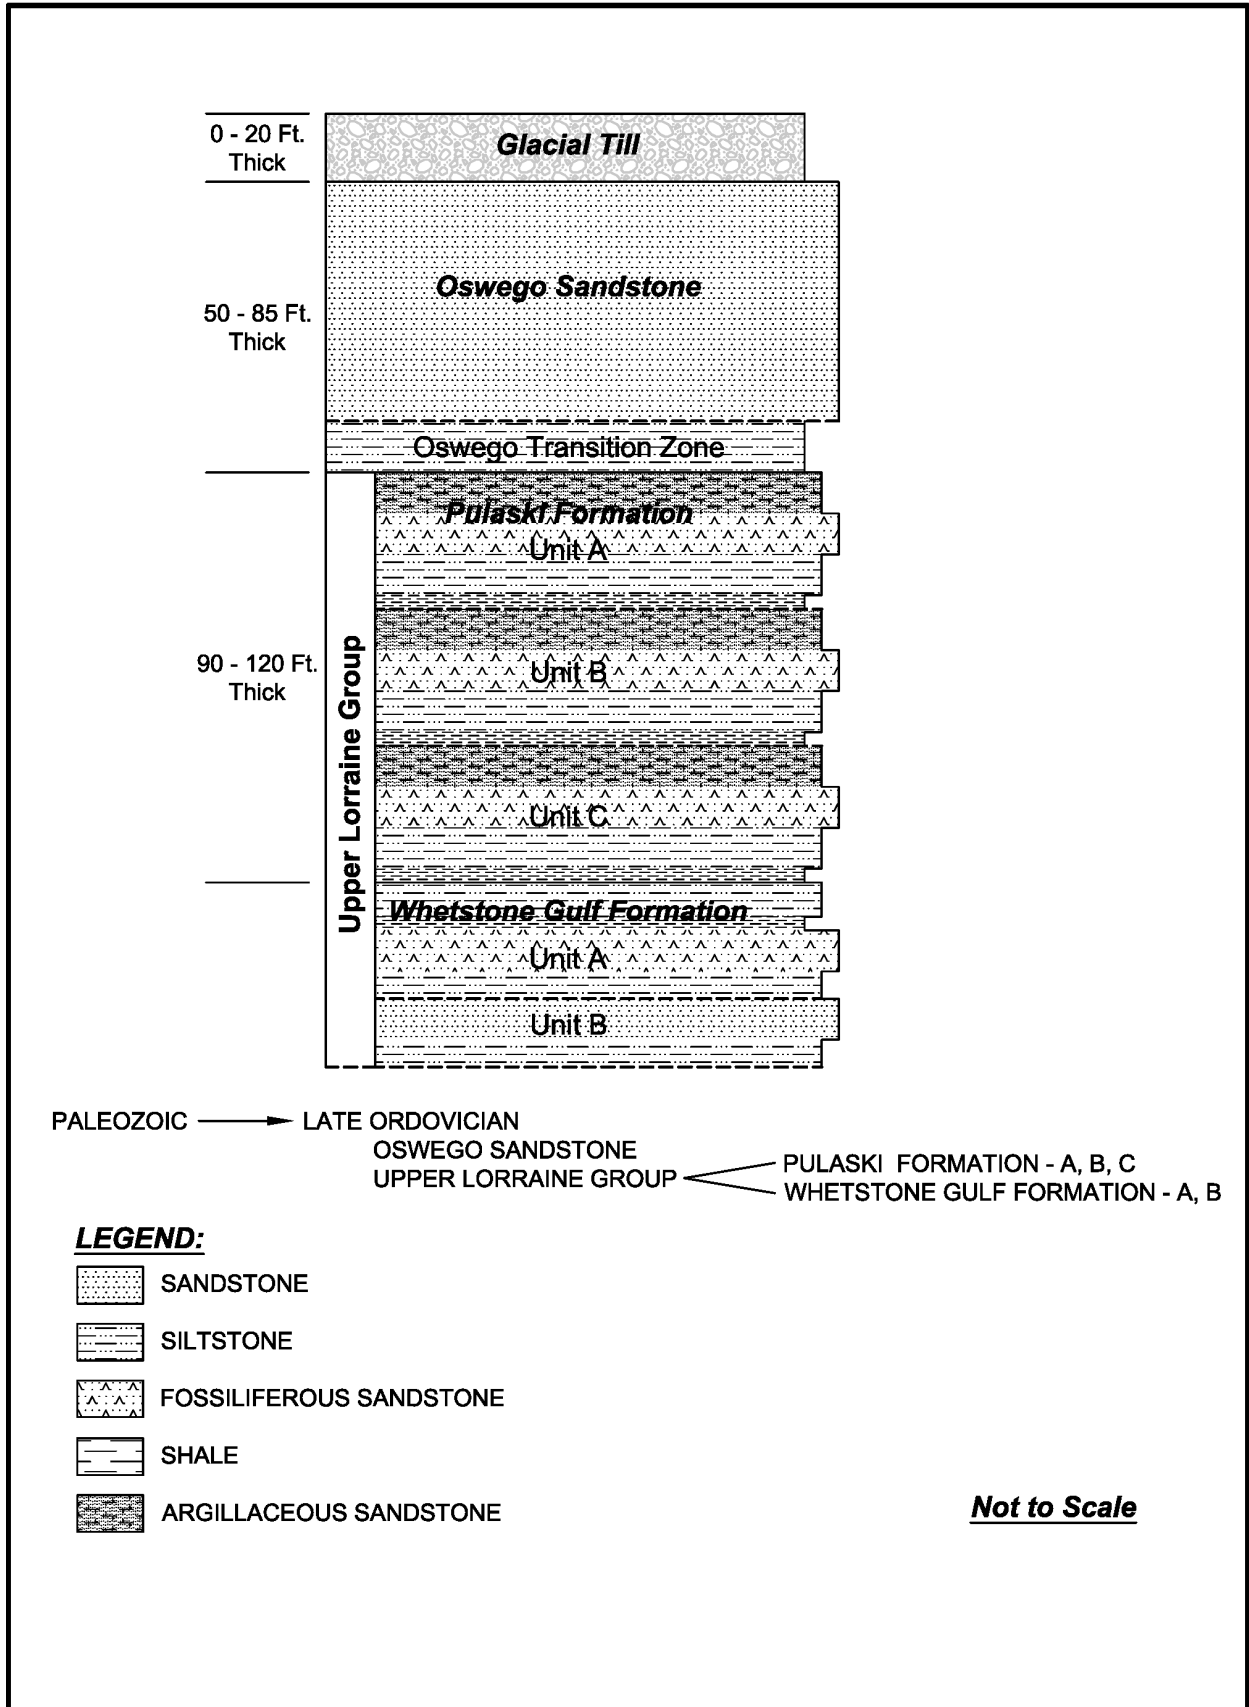 0 - 20 Ft.
Thick
Glacial Till
Oswego Sandstone
50 - 85 Ft.
Thick
Oswego Transition Zone
Pulaski Formation
Unit A
Upper Lorraine Group
90 - 120 Ft.
Thick
Unit B
Unit C
Whetstone Gulf Formation
Unit A
Unit B
PALEOZOIC LATE ORDOVICIAN
OSWEGO SANDSTONE
UPPER LORRAINE GROUP
PULASKI FORMATION - A, B, C
WHETSTONE GULF FORMATION - A, B
LEGEND:
SANDSTONE
SILTSTONE
FOSSILIFEROUS SANDSTONE
SHALE
ARGILLACEOUS SANDSTONE
Not to Scale